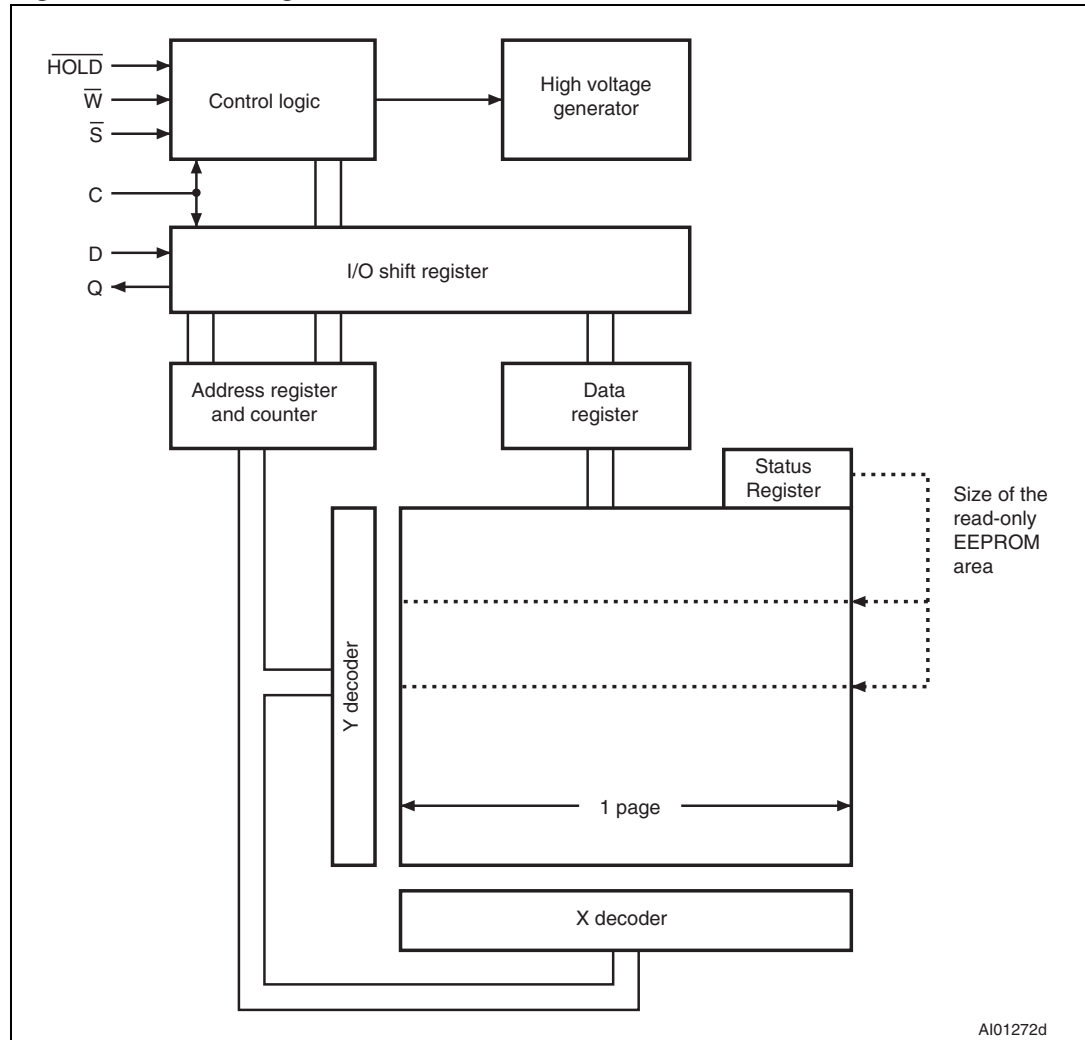 HOLD
W
S
C
D
Q
Control logic
High voltage
generator
I/O shift register
Address register
and counter
Data
register
Status
Register
Size of the
read-only
EEPROM
area
Y decoder
1 page
X decoder
AI01272d